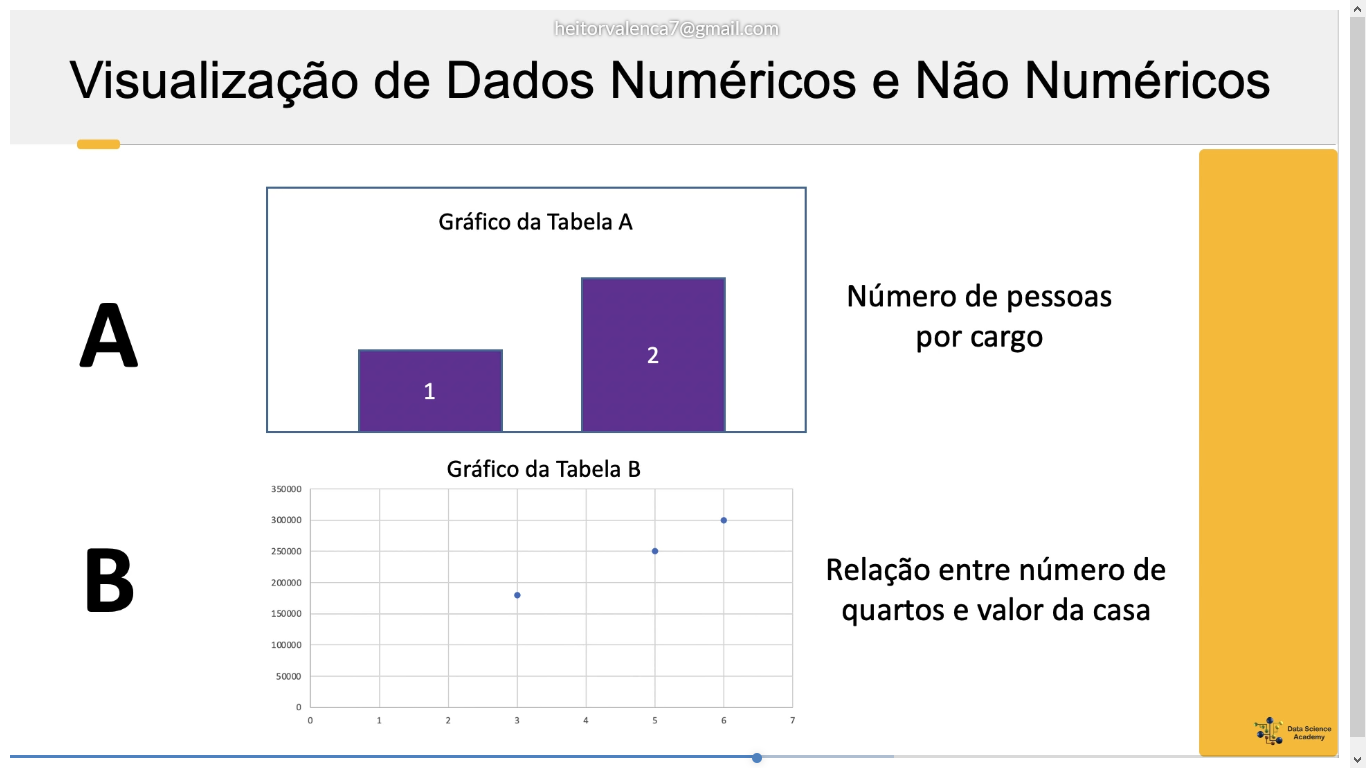 heitorvalenca7@gmail.com
Visualização de Dados Numéricos e Não Numéricos
A
Gráfico da Tabela A
1
2
Número de pessoas
por cargo
B
Gráfico da Tabela B
350000
300000
250000
200000
150000
100000
50000
0
0 1 2 3 4 5 6 7
Relação entre número de
quartos e valor da casa
Data Science
Academy